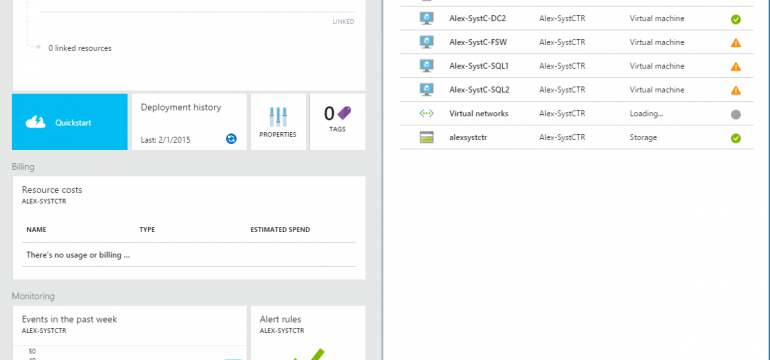 LINKED
0 linked resources
Quickstart
Deployment history
Last: 2/1/2015
PROPERTIES
0
TAGS
Billing
Resource costs
ALEX-SYSTCTR
NAME TYPE ESTIMATED SPEND
There's no usage or billing ...
Monitoring
Events in the past week
ALEX-SYSTCTR
50
Alert rules
ALEX-SYSTCTR
Alex-SystC-DC2 Alex-SystCTR Virtual machine
Alex-SystC-FSW Alex-SystCTR Virtual machine
Alex-SystC-SQL1 Alex-SystCTR Virtual machine
Alex-SystC-SQL2 Alex-SystCTR Virtual machine
Virtual networks Alex-SystCTR Loading...
alexsystctr Alex-SystCTR Storage